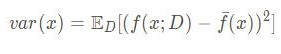 var(x) = 𝔼_D[(f(x; D) − f̄(x))²]